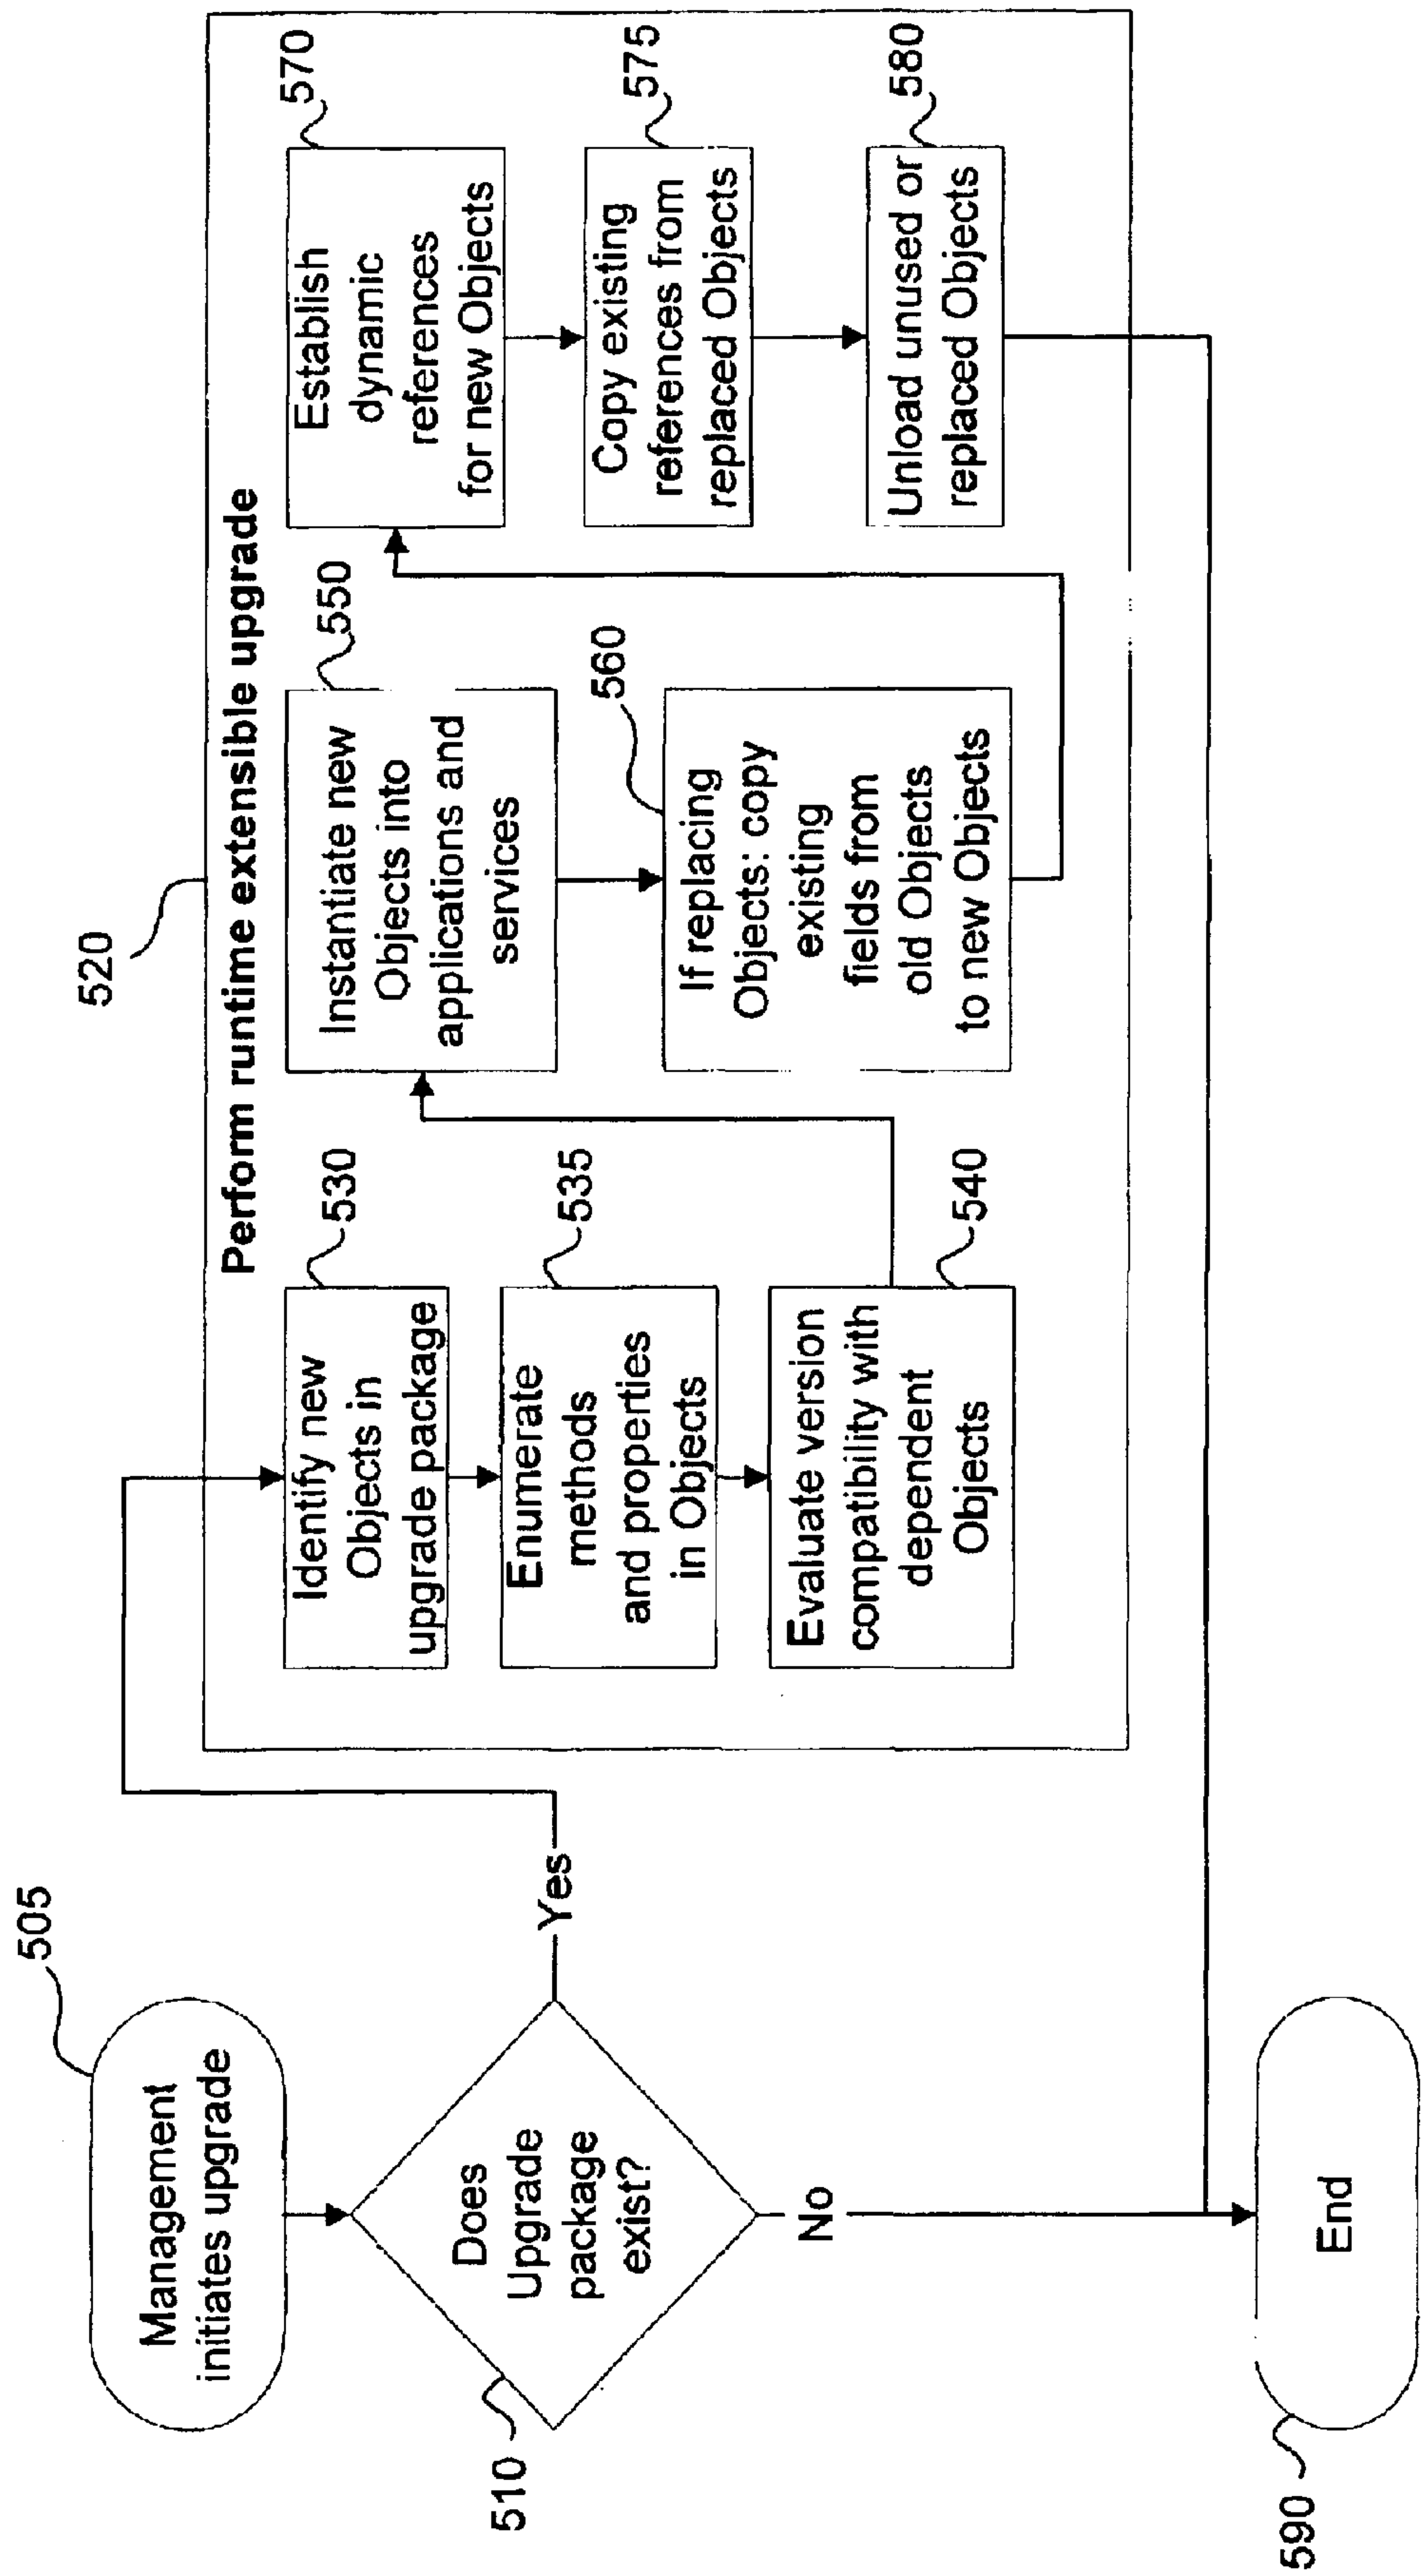 505
Management
initiates upgrade
510
Does
Upgrade
package
exist?
Yes
No
520
Perform runtime extensible upgrade
530
Identify new
Objects in
upgrade package
535
Enumerate
methods
and properties
in Objects
540
Evaluate version
compatibility with
dependent
Objects
550
Instantiate new
Objects into
applications and
services
560
If replacing
Objects: copy
existing
fields from
old Objects
to new Objects
570
Establish
dynamic
references
for new Objects
575
Copy existing
references from
replaced Objects
580
Unload unused or
replaced Objects
590
End